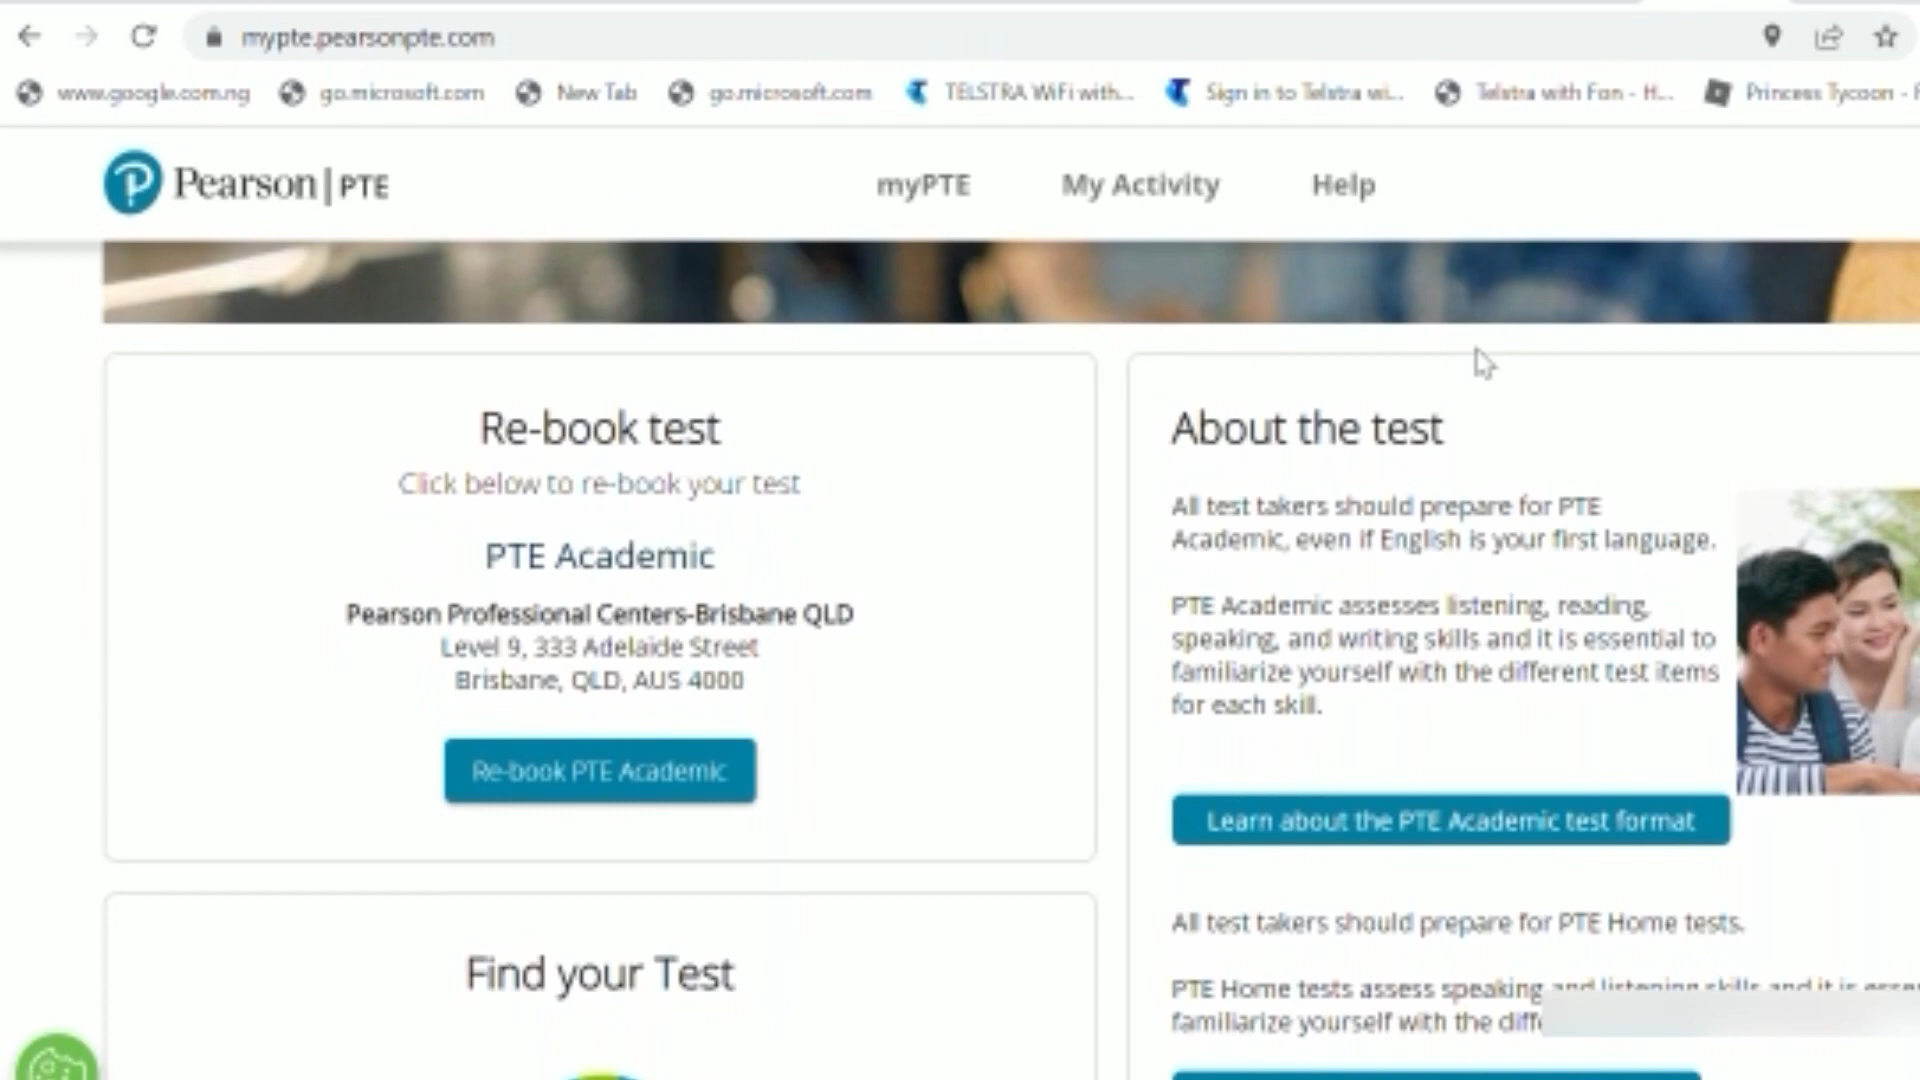 mypte.pearsonpte.com
www.google.com.ng go.microsoft.com New Tab go.microsoft.com TELSTRA WiFi with... Sign in to Telstra wi... Telstra with Fon - H... Princess Tycoon -
Pearson | PTE myPTE My Activity Help
Re-book test
Click below to re-book your test
PTE Academic
Pearson Professional Centers-Brisbane QLD
Level 9, 333 Adelaide Street
Brisbane, QLD, AUS 4000
Re-book PTE Academic
Find your Test
About the test
All test takers should prepare for PTE
Academic, even if English is your first language.
PTE Academic assesses listening, reading,
speaking, and writing skills and it is essential to
familiarize yourself with the different test items
for each skill.
Learn about the PTE Academic test format
All test takers should prepare for PTE Home tests.
PTE Home tests assess speaking and listening skills and it is
familiarize yourself with the